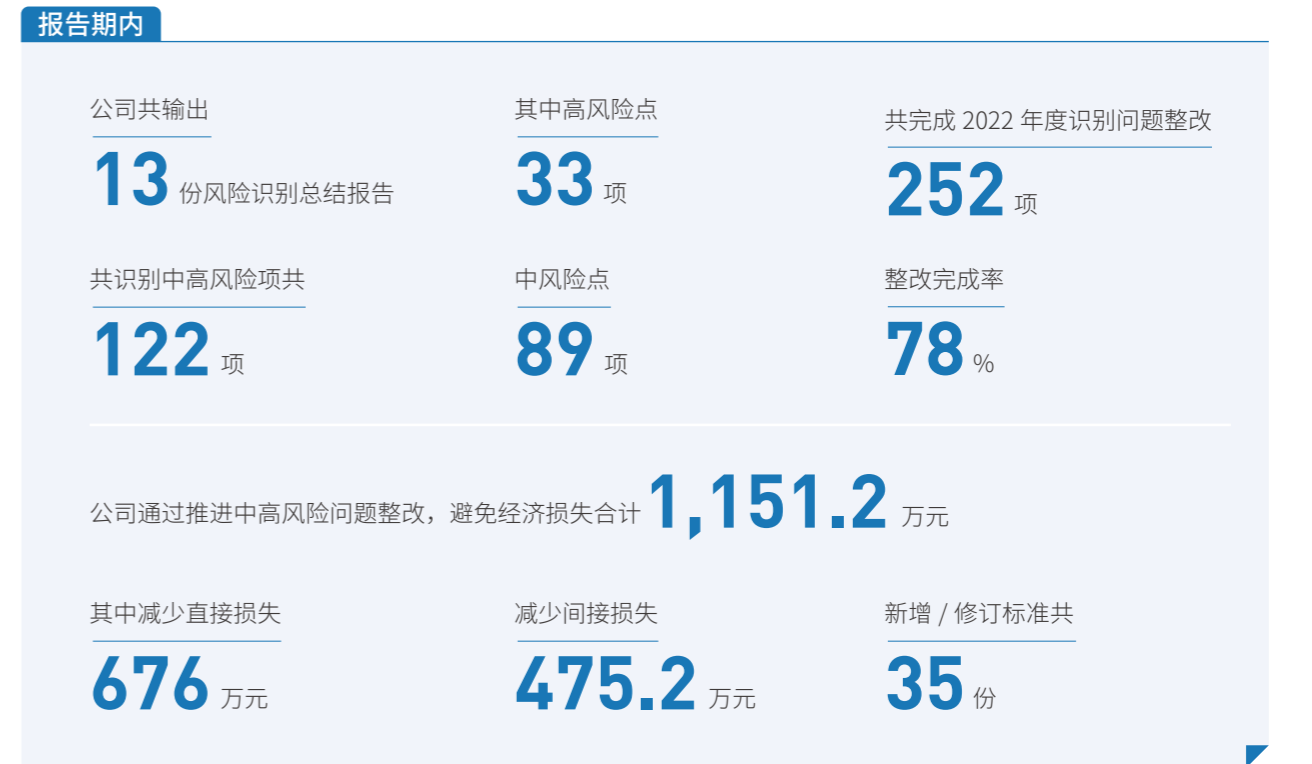 报告期内
公司共输出
13 份风险识别总结报告
其中高风险点
33 项
共完成 2022 年度识别问题整改
252 项
共识别中高风险项共
122 项
中风险点
89 项
整改完成率
78 %
公司通过推进中高风险问题整改，避免经济损失合计 1,151.2 万元
其中减少直接损失
676 万元
减少间接损失
475.2 万元
新增 / 修订标准共
35 份